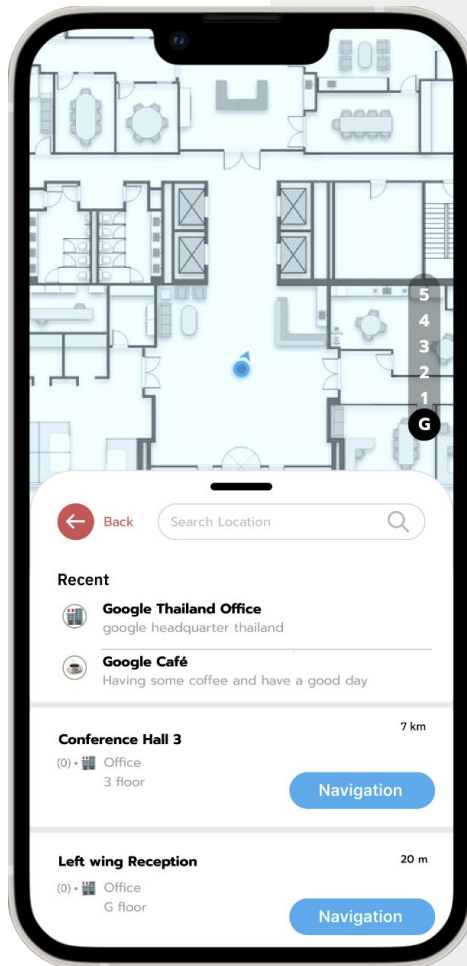 5
4
3
2
1
G
Back
Search Location
Recent
Google Thailand Office
google headquarter thailand
Google Café
Having some coffee and have a good day
7 km
Conference Hall 3
(0) • Office
3 floor
Navigation
Left wing Reception
20 m
(0) • Office
G floor
Navigation